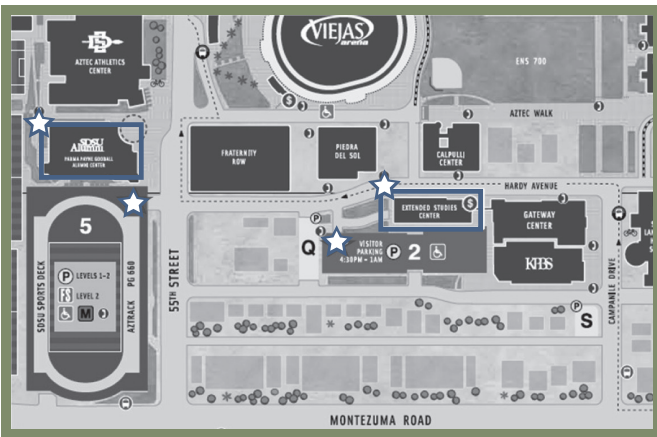 VIEJAS
arena
AZTEC ATHLETICS
CENTER
ENS 700
AZTEC WALK
SDSU
Alumni
PARMA PAYNE GOODALL
ALUMNI CENTER
FRATERNITY
ROW
PIEDRA
DEL SOL
CALPULLI
CENTER
HARDY AVENUE
EXTENDED STUDIES
CENTER
$
$
GATEWAY
CENTER
KPBS
P
Q
VISITOR
PARKING
4:30PM – 1AM
P
2
5
P LEVELS 1-2
LEVEL 2
M
SDSU SPORTS DECK
AZTRACK PG 660
55TH STREET
CAMPANILE DRIVE
P
S
MONTEZUMA ROAD